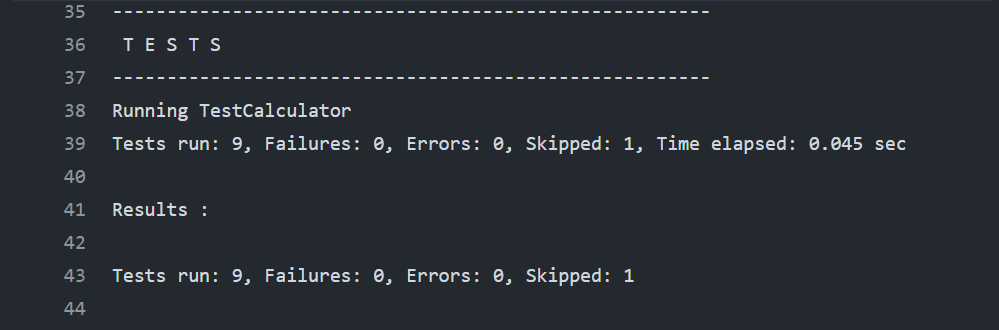 35 -------------------------------------------------------
36  T E S T S
37 -------------------------------------------------------
38 Running TestCalculator
39 Tests run: 9, Failures: 0, Errors: 0, Skipped: 1, Time elapsed: 0.045 sec
40
41 Results :
42
43 Tests run: 9, Failures: 0, Errors: 0, Skipped: 1
44